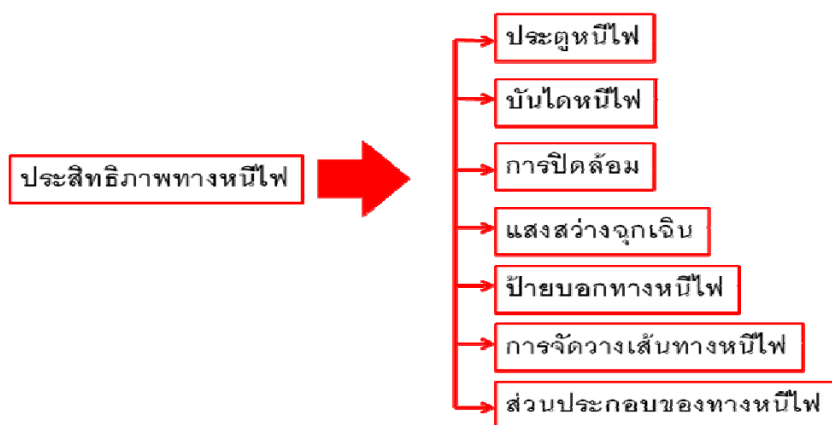 ประสิทธิภาพทางหนีไฟ
ประตูหนีไฟ
บันไดหนีไฟ
การปิดล้อม
แสงสว่างฉุกเฉิน
ป้ายบอกทางหนีไฟ
การจัดวางเส้นทางหนีไฟ
ส่วนประกอบของทางหนีไฟ